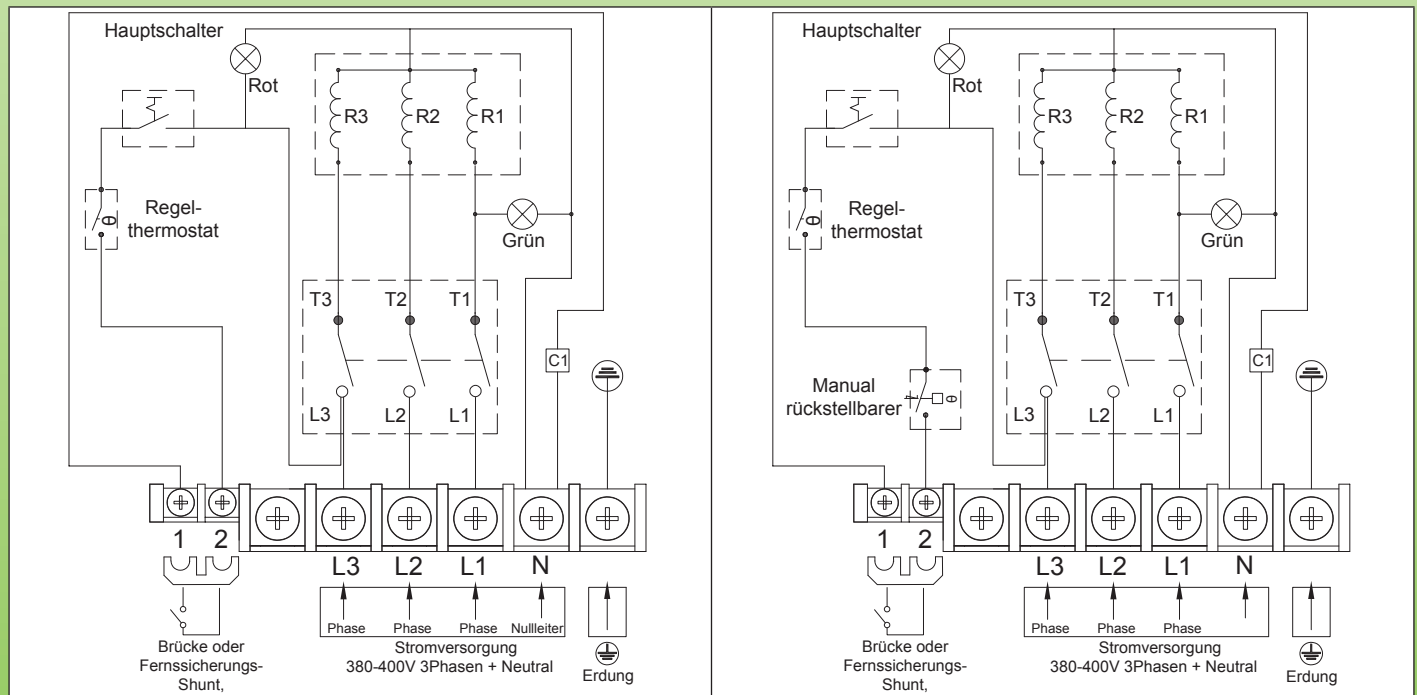 Hauptschalter
Rot
R3 R2 R1
Regel-
thermostat
θ
Grün
T3 T2 T1
C1
L3 L2 L1
1 2
L3 L2 L1 N
Phase Phase Phase Nullleiter
Brücke oder
Fernssicherungs-
Shunt,
Stromversorgung
380-400V 3Phasen + Neutral
Erdung
Hauptschalter
Rot
R3 R2 R1
Regel-
thermostat
θ
Grün
T3 T2 T1
C1
Manual
rückstellbarer
θ
L3 L2 L1
1 2
L3 L2 L1 N
Phase Phase Phase
Brücke oder
Fernssicherungs-
Shunt,
Stromversorgung
380-400V 3Phasen + Neutral
Erdung